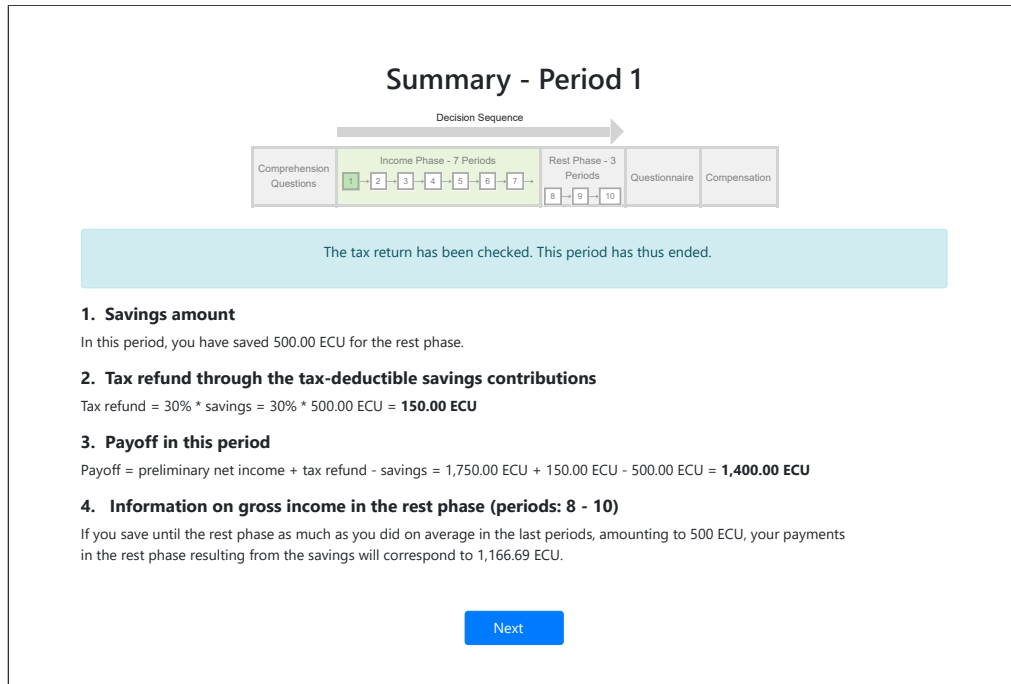 Summary - Period 1
Decision Sequence
Comprehension
Questions
Income Phase - 7 Periods
1 → 2 → 3 → 4 → 5 → 6 → 7 →
Rest Phase - 3
Periods
8 → 9 → 10
Questionnaire
Compensation
The tax return has been checked. This period has thus ended.
1. Savings amount
In this period, you have saved 500.00 ECU for the rest phase.
2. Tax refund through the tax-deductible savings contributions
Tax refund = 30% * savings = 30% * 500.00 ECU = 150.00 ECU
3. Payoff in this period
Payoff = preliminary net income + tax refund - savings = 1,750.00 ECU + 150.00 ECU - 500.00 ECU = 1,400.00 ECU
4. Information on gross income in the rest phase (periods: 8 - 10)
If you save until the rest phase as much as you did on average in the last periods, amounting to 500 ECU, your payments
in the rest phase resulting from the savings will correspond to 1,166.69 ECU.
Next